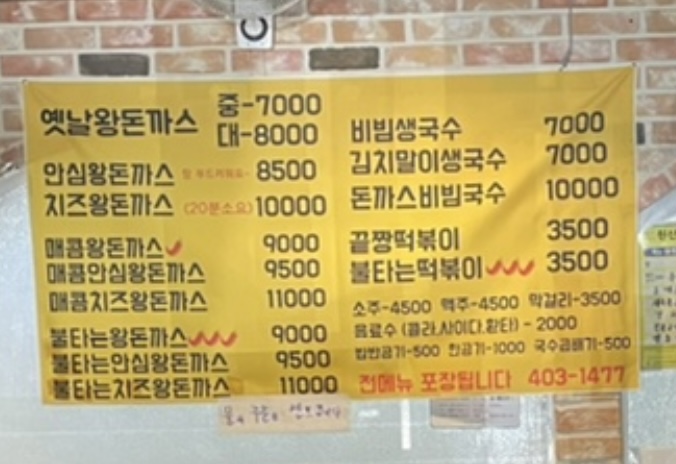 옛날왕돈까스 중-7000
대-8000
안심왕돈까스 8500
치즈왕돈까스 (20분소요) 10000
매콤왕돈까스 9000
매콤안심왕돈까스 9500
매콤치즈왕돈까스 11000
불타는왕돈까스 9000
불타는안심왕돈까스 9500
불타는치즈왕돈까스 11000
비빔생국수 7000
김치말이생국수 7000
돈까스비빔국수 10000
끝짱떡볶이 3500
불타는떡볶이 3500
소주-4500 맥주-4500 막걸리-3500
음료수 (콜라,사이다,환타) - 2000
컵반공기-500 찬공기-1000 국수곱배기-500
전메뉴 포장됩니다 403-1477